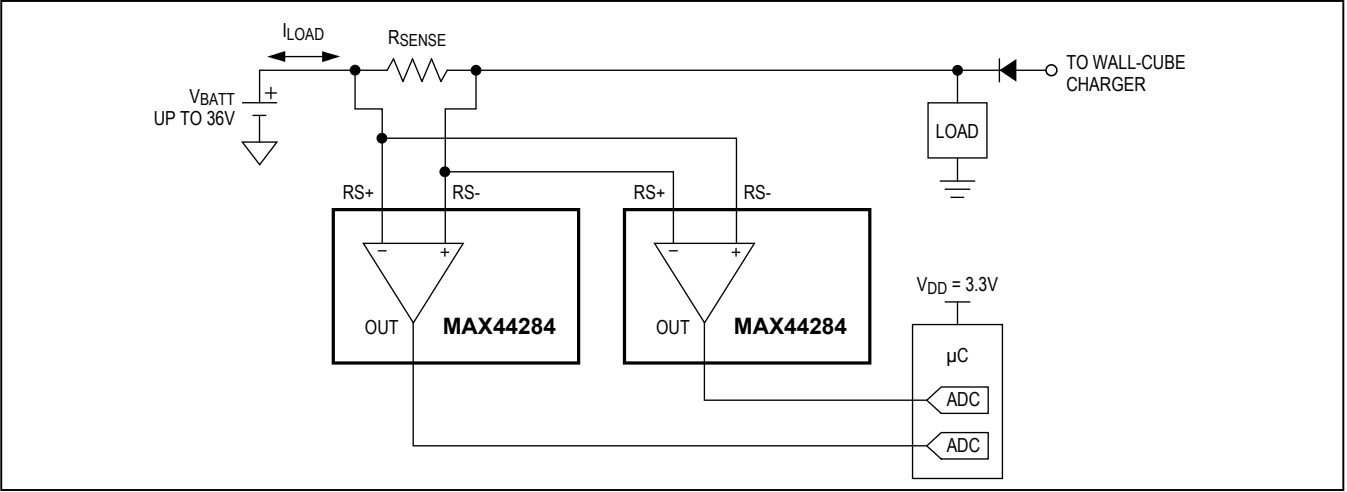 ILOAD
RSENSE
TO WALL-CUBE
CHARGER
VBATT
UP TO 36V
+
LOAD
RS+
RS-
RS+
RS-
−
+
−
+
VDD = 3.3V
OUT
MAX44284
OUT
MAX44284
µC
ADC
ADC